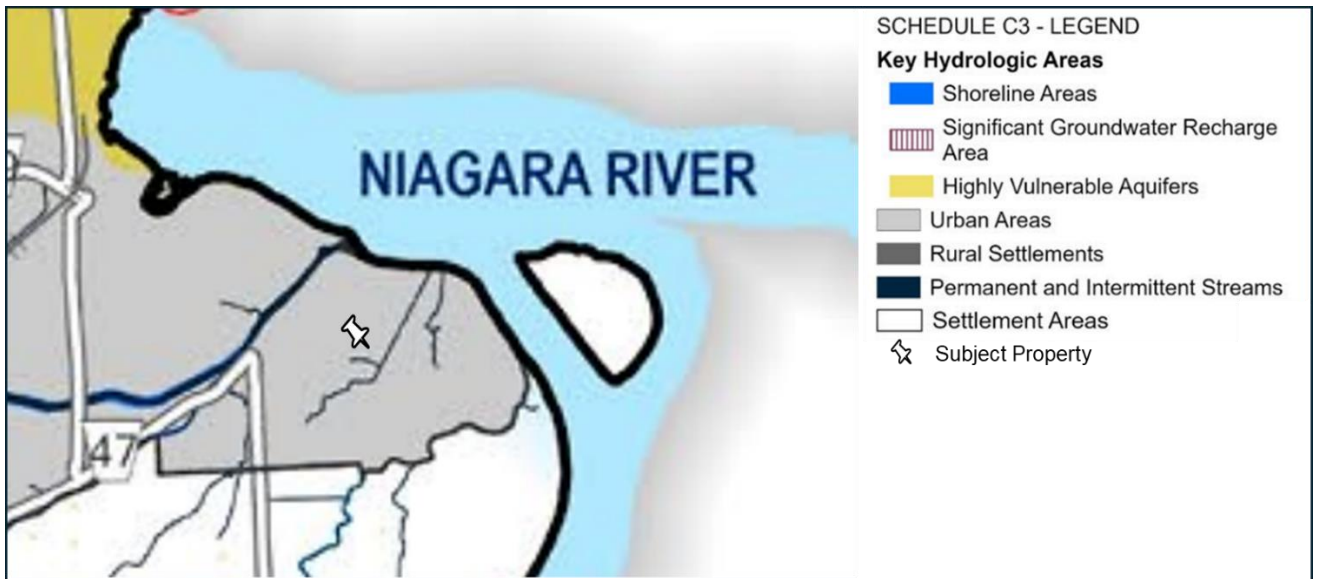 NIAGARA RIVER
47
SCHEDULE C3 - LEGEND
Key Hydrologic Areas
Shoreline Areas
Significant Groundwater Recharge
Area
Highly Vulnerable Aquifers
Urban Areas
Rural Settlements
Permanent and Intermittent Streams
Settlement Areas
Subject Property